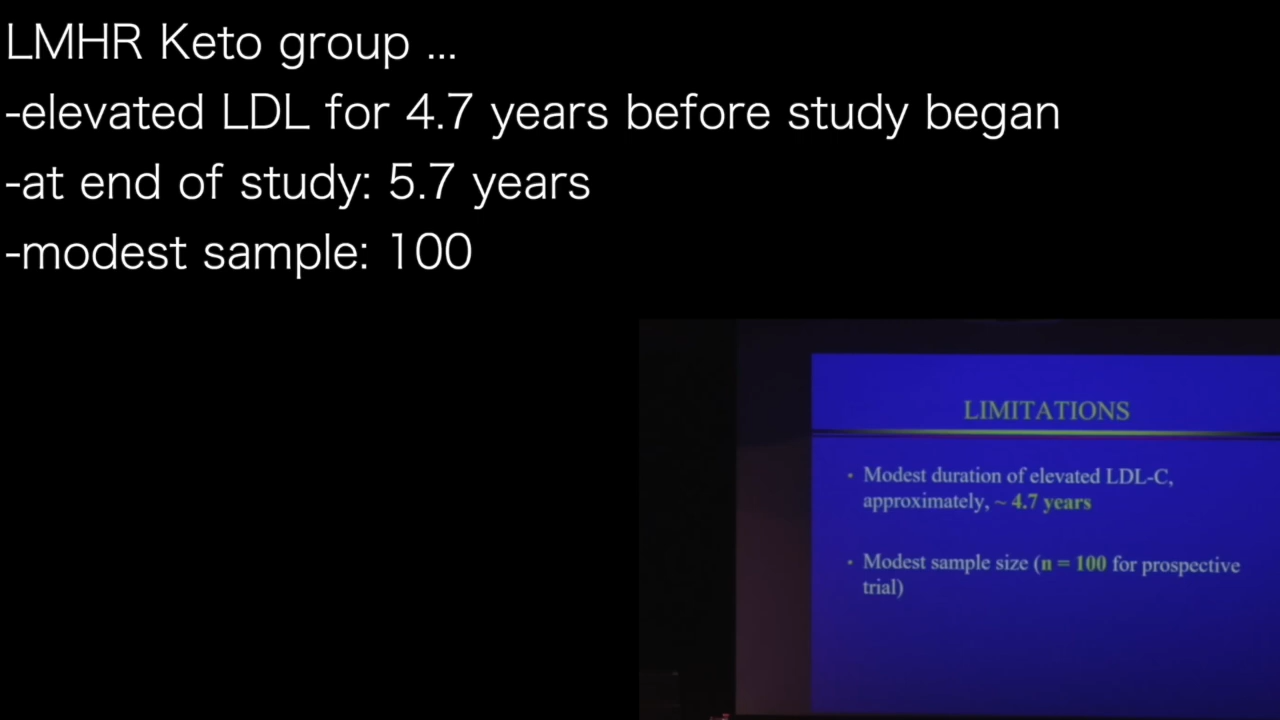 LMHR Keto group ...
-elevated LDL for 4.7 years before study began
-at end of study: 5.7 years
-modest sample: 100
LIMITATIONS
• Modest duration of elevated LDL-C,
approximately, ~ 4.7 years
• Modest sample size (n = 100 for prospective
trial)